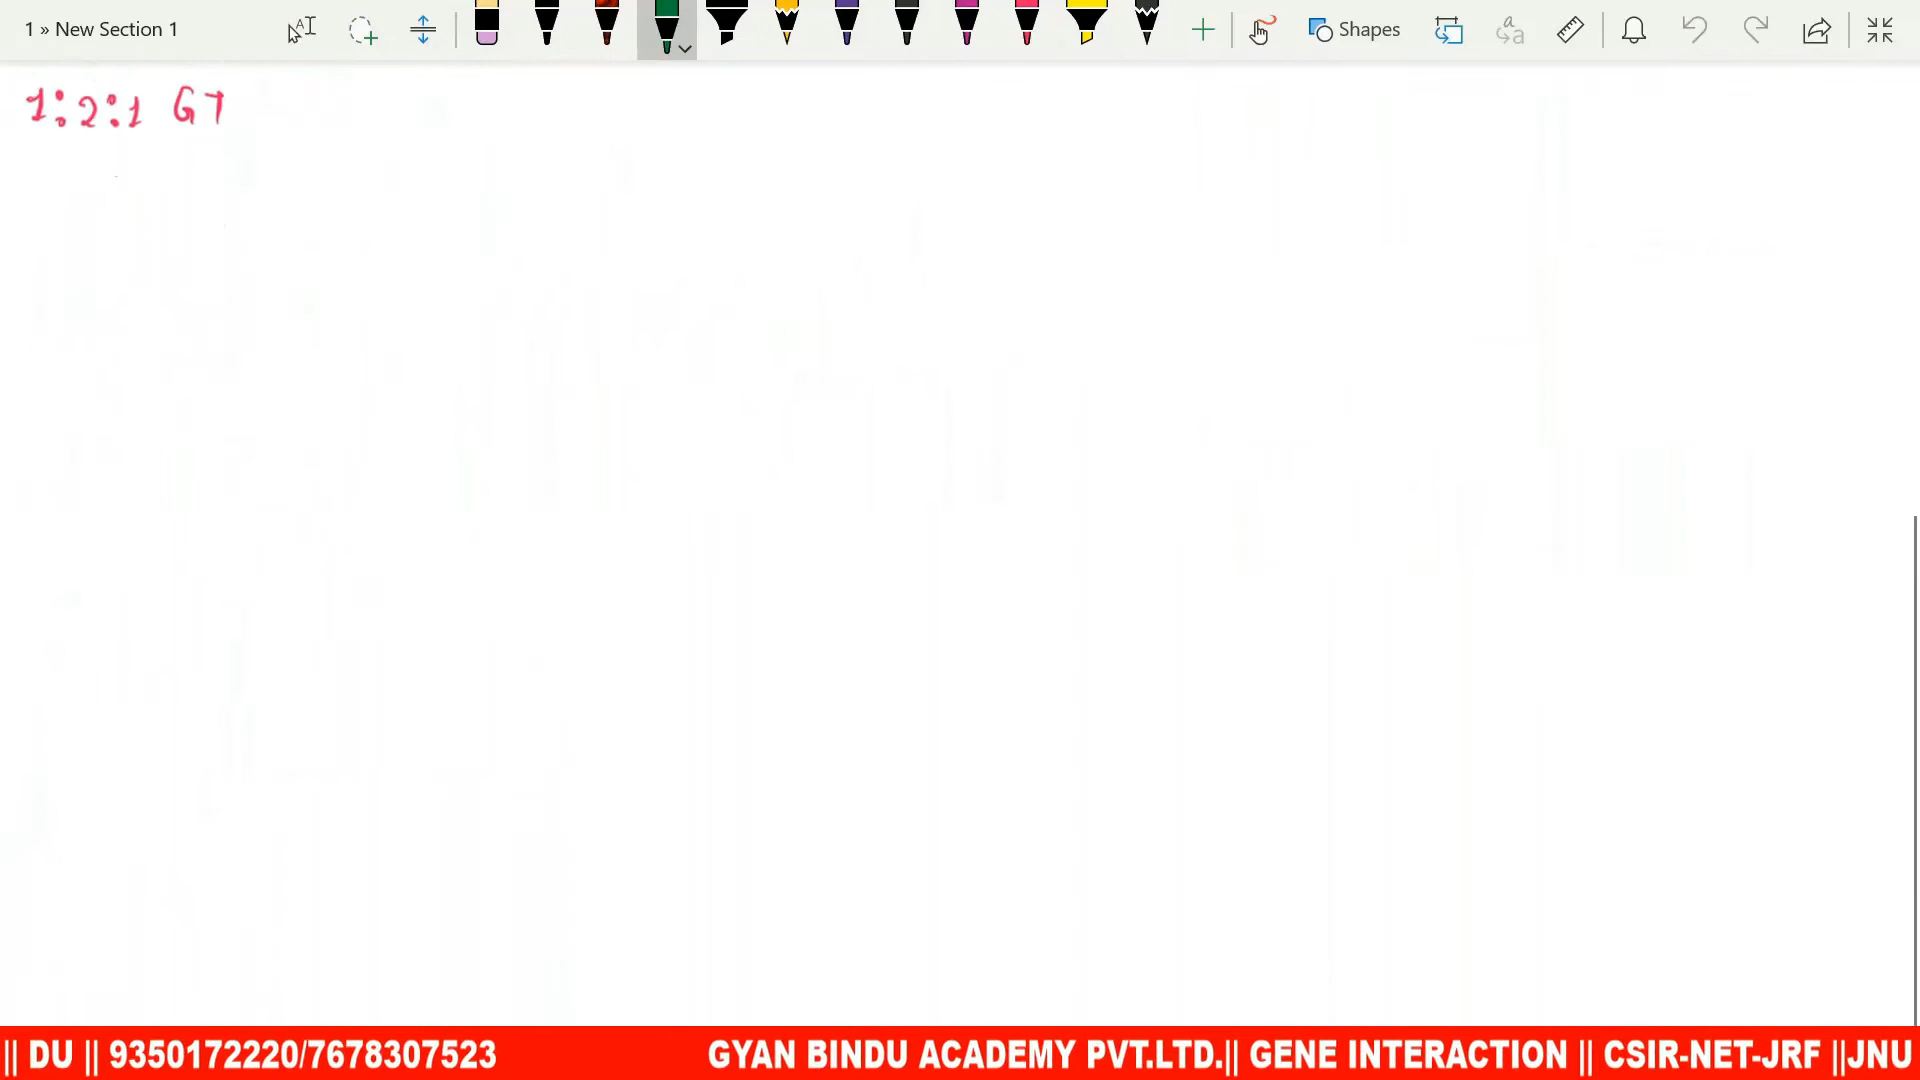 1 » New Section 1
Shapes
1:2:1 GT
|| DU || 9350172220/7678307523 GYAN BINDU ACADEMY PVT.LTD.|| GENE INTERACTION || CSIR-NET-JRF ||JNU